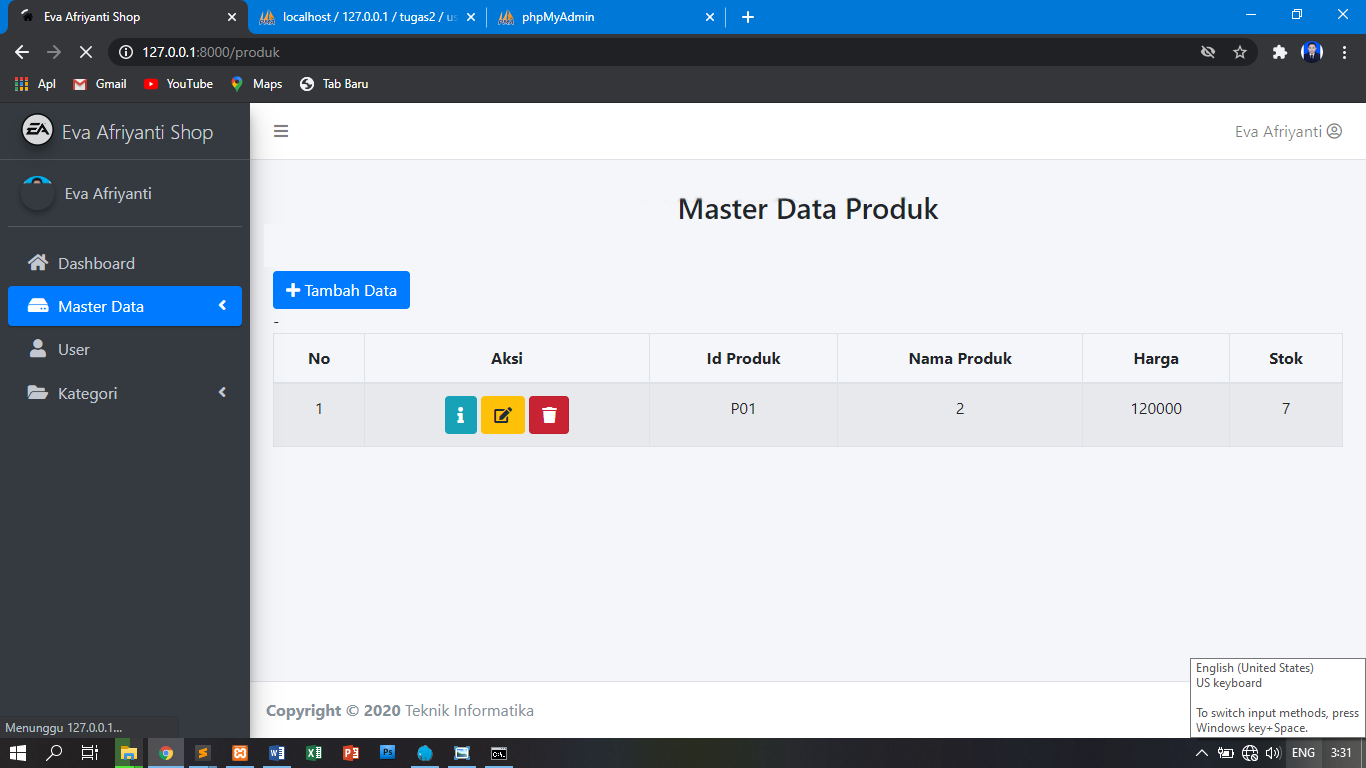 Eva Afriyanti Shop
localhost / 127.0.0.1 / tugas2 / us
phpMyAdmin
127.0.0.1:8000/produk
Apl Gmail YouTube Maps Tab Baru
EA Eva Afriyanti Shop
Eva Afriyanti
Eva Afriyanti
Dashboard
Master Data
User
Kategori
Master Data Produk
Tambah Data
-
No Aksi Id Produk Nama Produk Harga Stok
1 P01 2 120000 7
Copyright © 2020 Teknik Informatika
English (United States)
US keyboard
To switch input methods, press
Windows key+Space.
Menunggu 127.0.0.1...
ENG 3:31